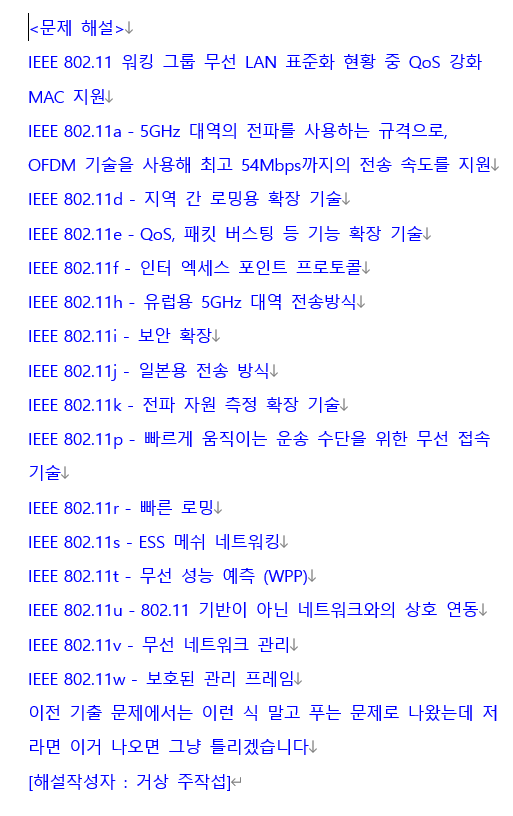 <문제 해설>↓
IEEE 802.11 워킹 그룹 무선 LAN 표준화 현황 중 QoS 강화
MAC 지원↓
IEEE 802.11a - 5GHz 대역의 전파를 사용하는 규격으로,
OFDM 기술을 사용해 최고 54Mbps까지의 전송 속도를 지원↓
IEEE 802.11d - 지역 간 로밍용 확장 기술↓
IEEE 802.11e - QoS, 패킷 버스팅 등 기능 확장 기술↓
IEEE 802.11f - 인터 엑세스 포인트 프로토콜↓
IEEE 802.11h - 유럽용 5GHz 대역 전송방식↓
IEEE 802.11i - 보안 확장↓
IEEE 802.11j - 일본용 전송 방식↓
IEEE 802.11k - 전파 자원 측정 확장 기술↓
IEEE 802.11p - 빠르게 움직이는 운송 수단을 위한 무선 접속
기술↓
IEEE 802.11r - 빠른 로밍↓
IEEE 802.11s - ESS 메쉬 네트워킹↓
IEEE 802.11t - 무선 성능 예측 (WPP)↓
IEEE 802.11u - 802.11 기반이 아닌 네트워크와의 상호 연동↓
IEEE 802.11v - 무선 네트워크 관리↓
IEEE 802.11w - 보호된 관리 프레임↓
이전 기출 문제에서는 이런 식 말고 푸는 문제로 나왔는데 저
라면 이거 나오면 그냥 틀리겠습니다↓
[해설작성자 : 거상 주작섭]↵